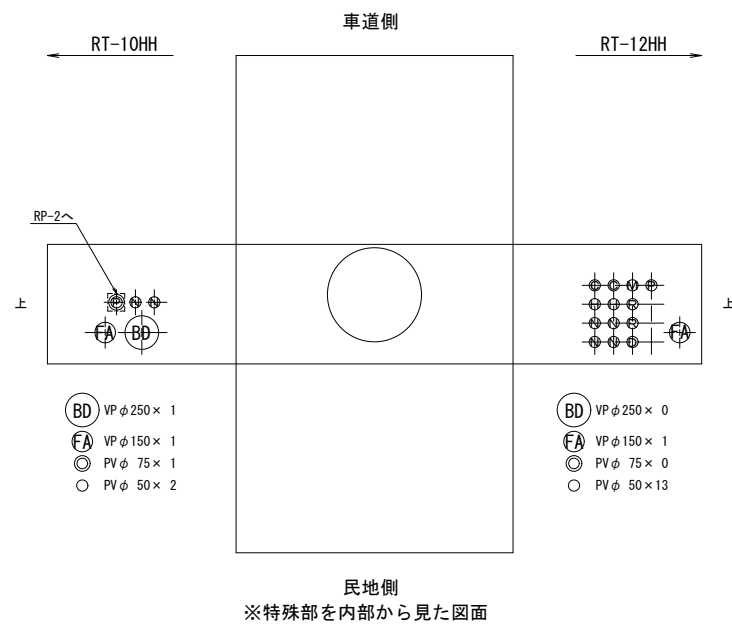 車道側
RT-10HH
RT-12HH
RP-2へ
上
上
P N N
FA BD
C C M P
H H R
N N R
N N D
FA
BD VPφ250× 1
FA VPφ150× 1
PVφ 75× 1
PVφ 50× 2
BD VPφ250× 0
FA VPφ150× 1
PVφ 75× 0
PVφ 50×13
民地側
※特殊部を内部から見た図面